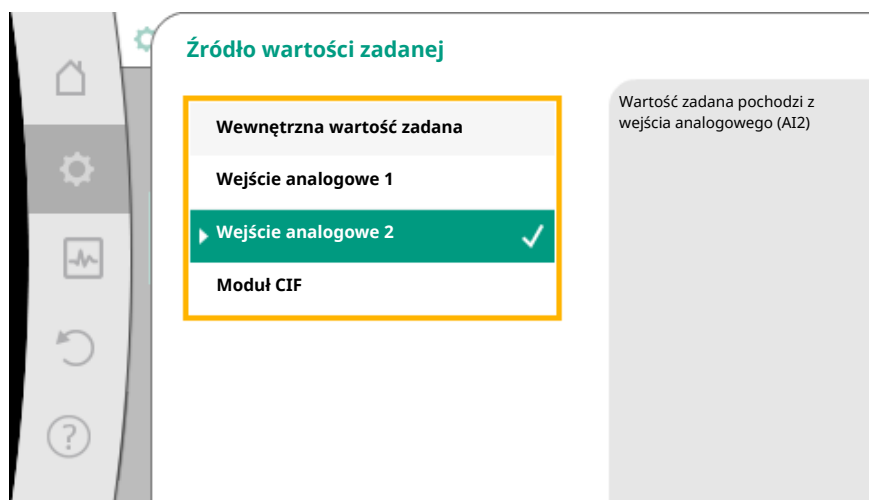 Źródło wartości zadanej
Wewnętrzna wartość zadana
Wejście analogowe 1
Wejście analogowe 2
Moduł CIF
Wartość zadana pochodzi z
wejścia analogowego (AI2)
?